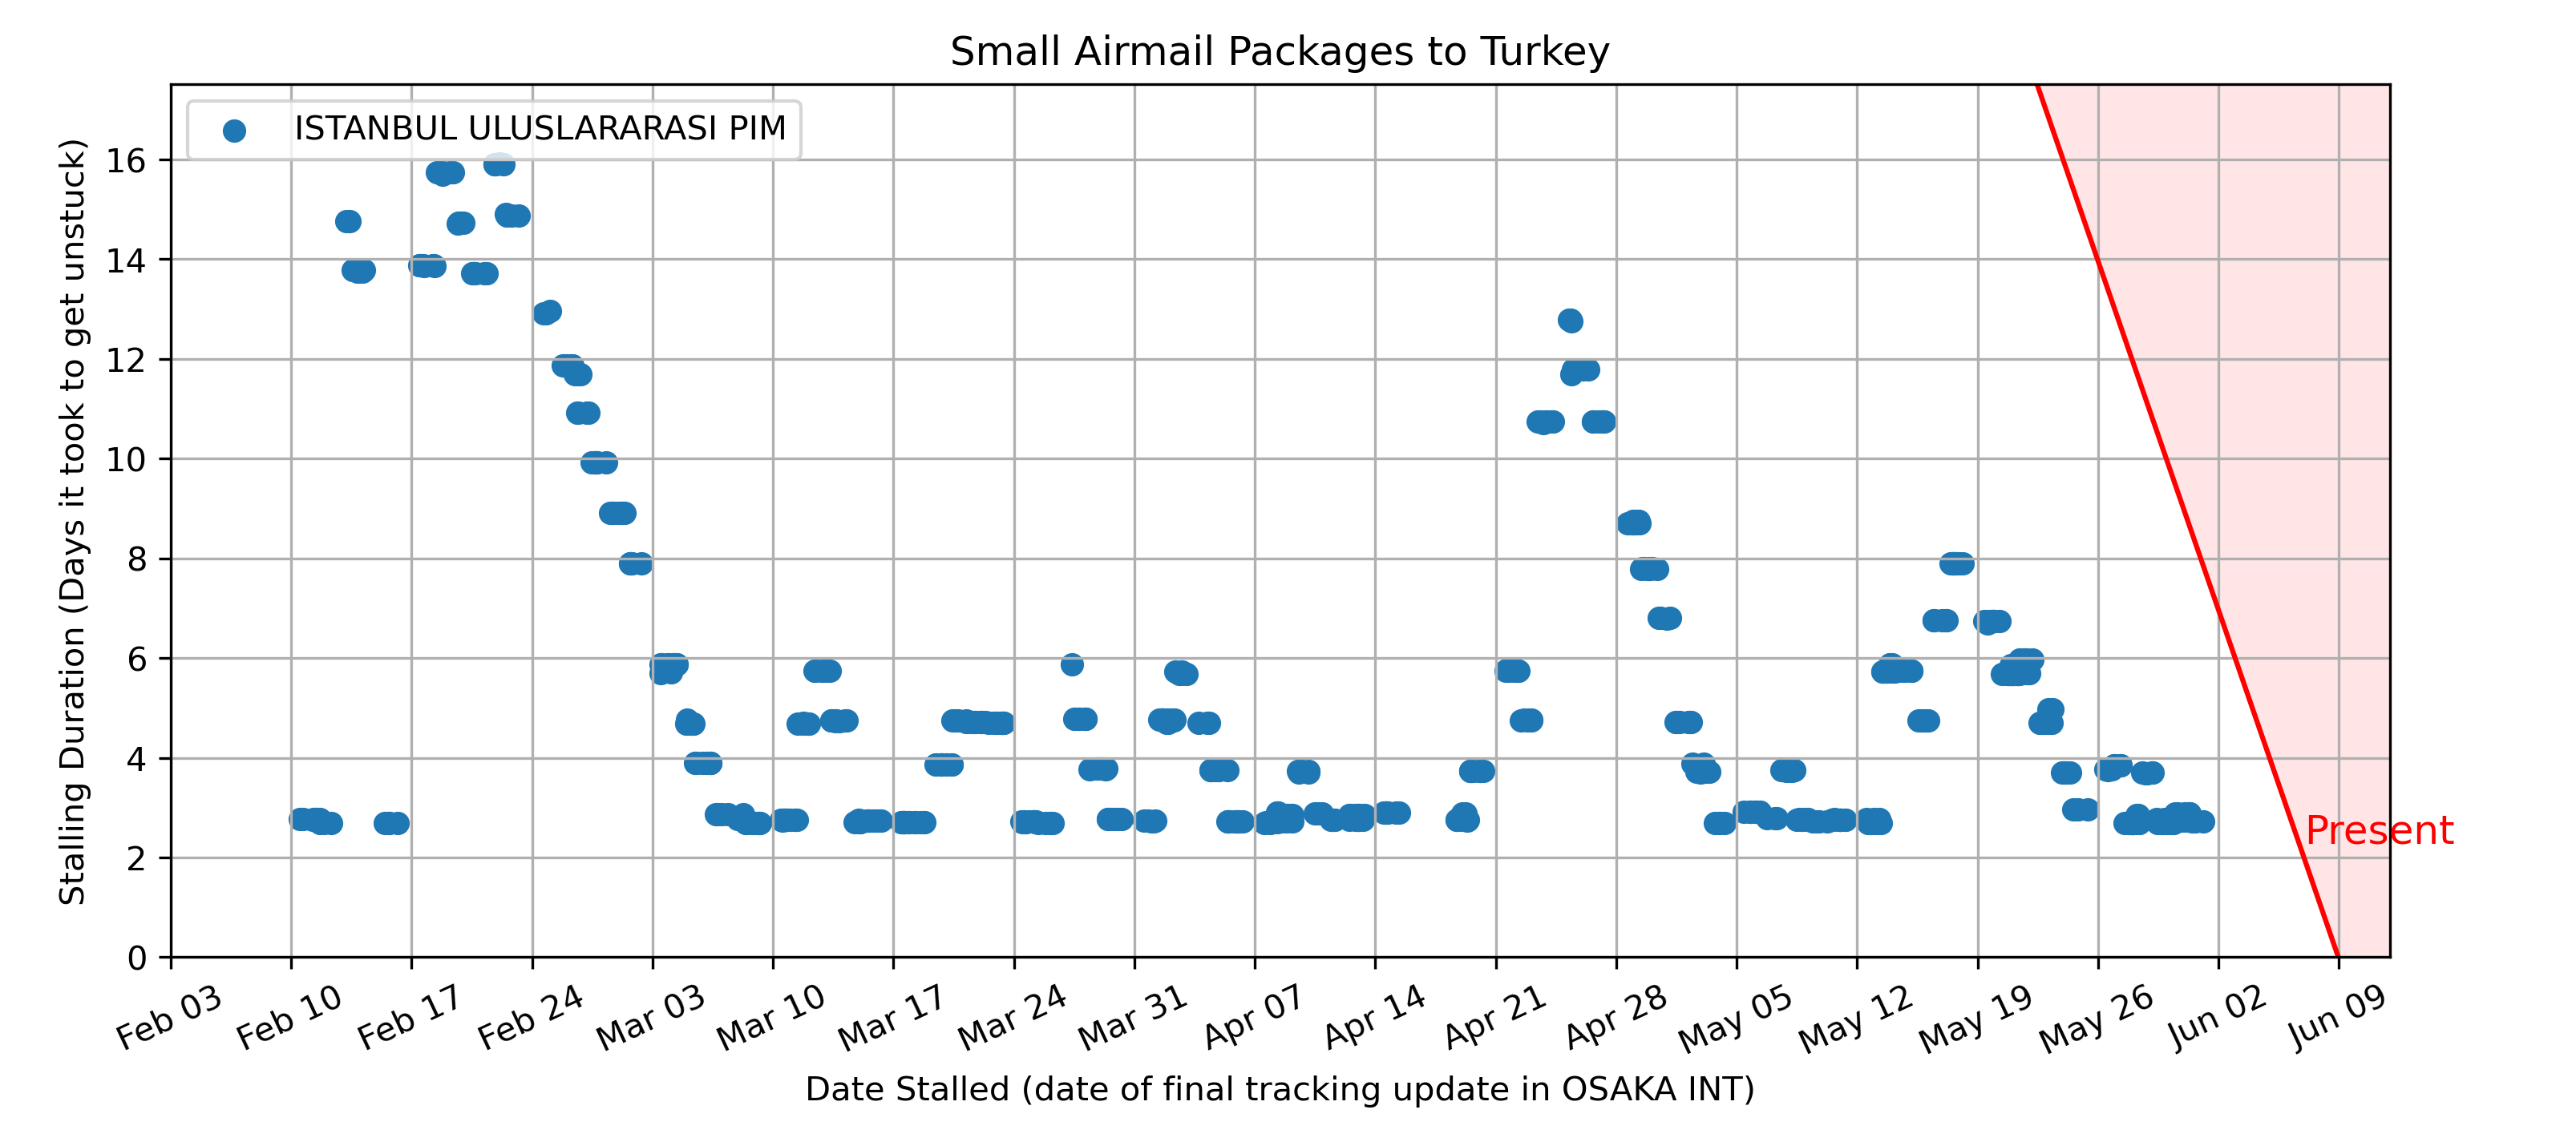 Small Airmail Packages to Turkey
ISTANBUL ULUSLARARASI PIM
Stalling Duration (Days it took to get unstuck)
16
14
12
10
8
6
4
2
0
Present
Feb 03
Feb 10
Feb 17
Feb 24
Mar 03
Mar 10
Mar 17
Mar 24
Mar 31
Apr 07
Apr 14
Apr 21
Apr 28
May 05
May 12
May 19
May 26
Jun 02
Jun 09
Date Stalled (date of final tracking update in OSAKA INT)